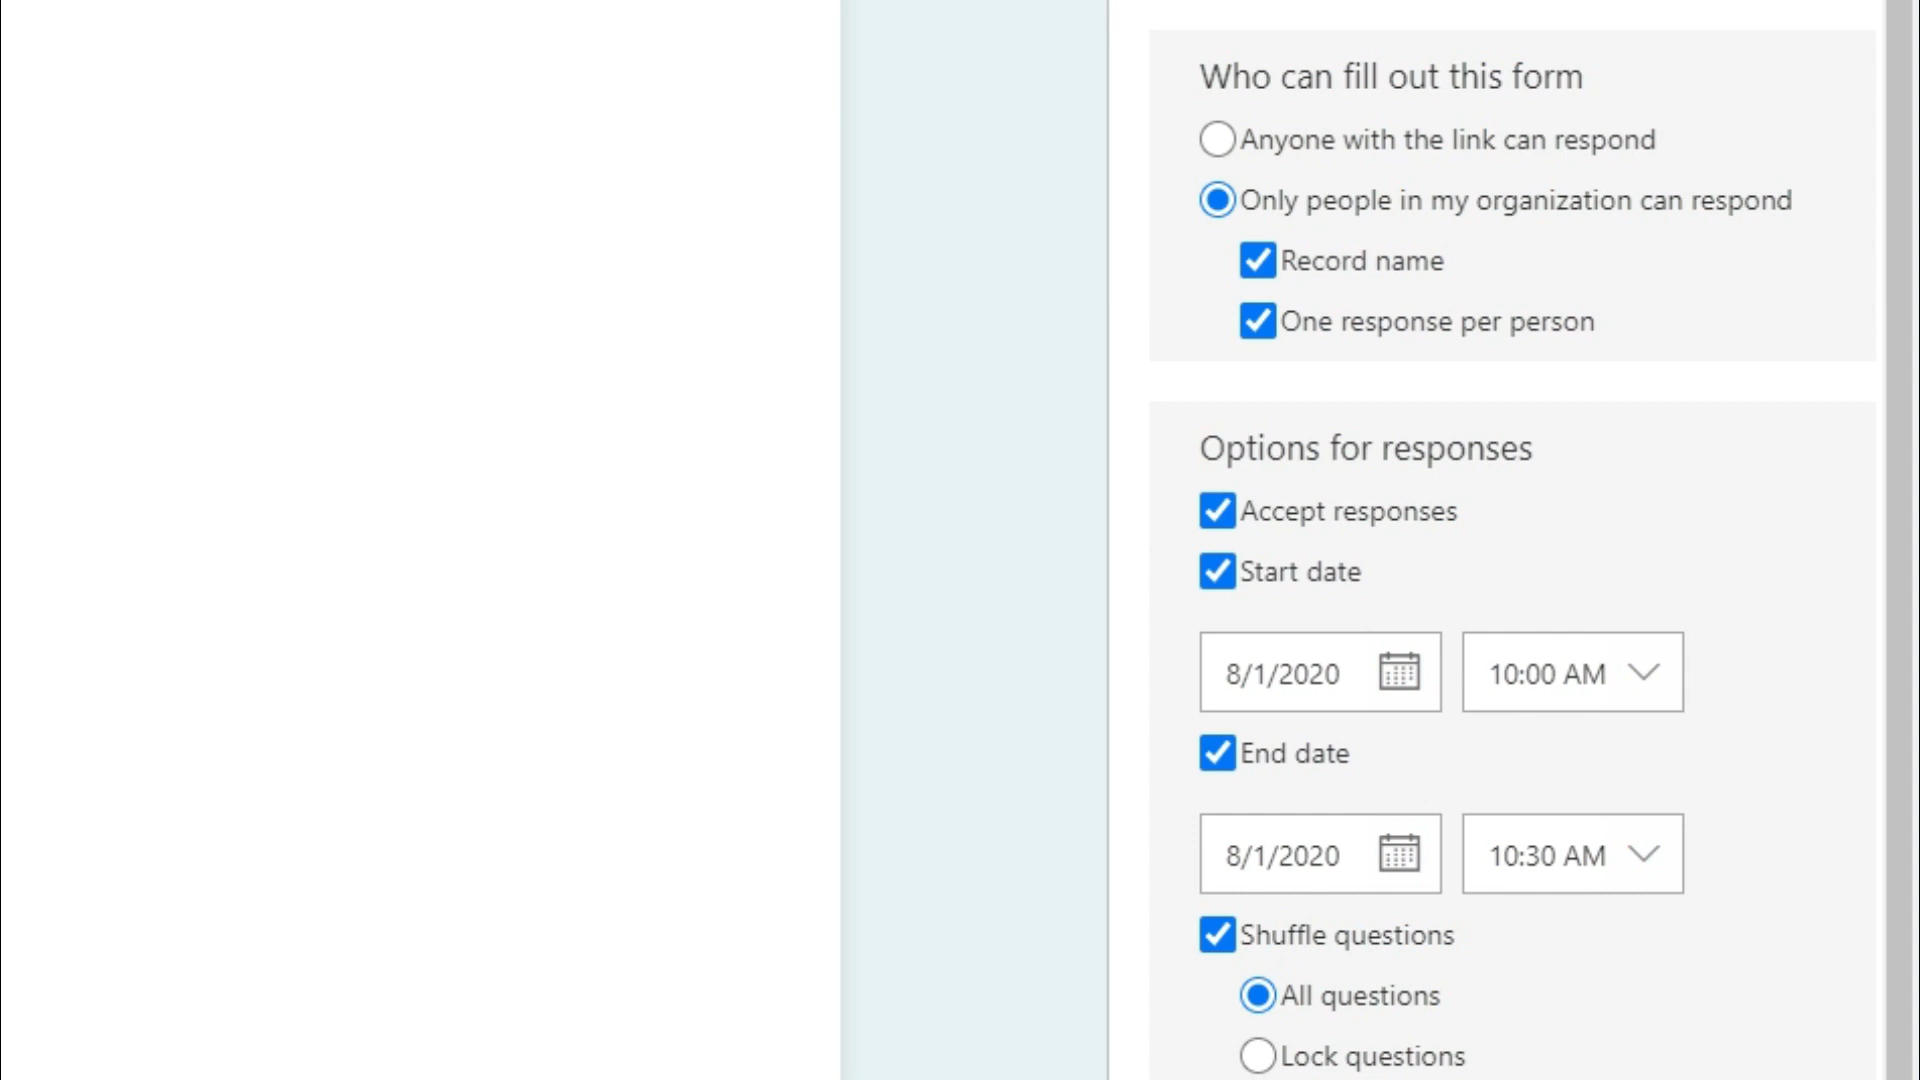 Who can fill out this form
Anyone with the link can respond
Only people in my organization can respond
Record name
One response per person
Options for responses
Accept responses
Start date
8/1/2020 10:00 AM
End date
8/1/2020 10:30 AM
Shuffle questions
All questions
Lock questions